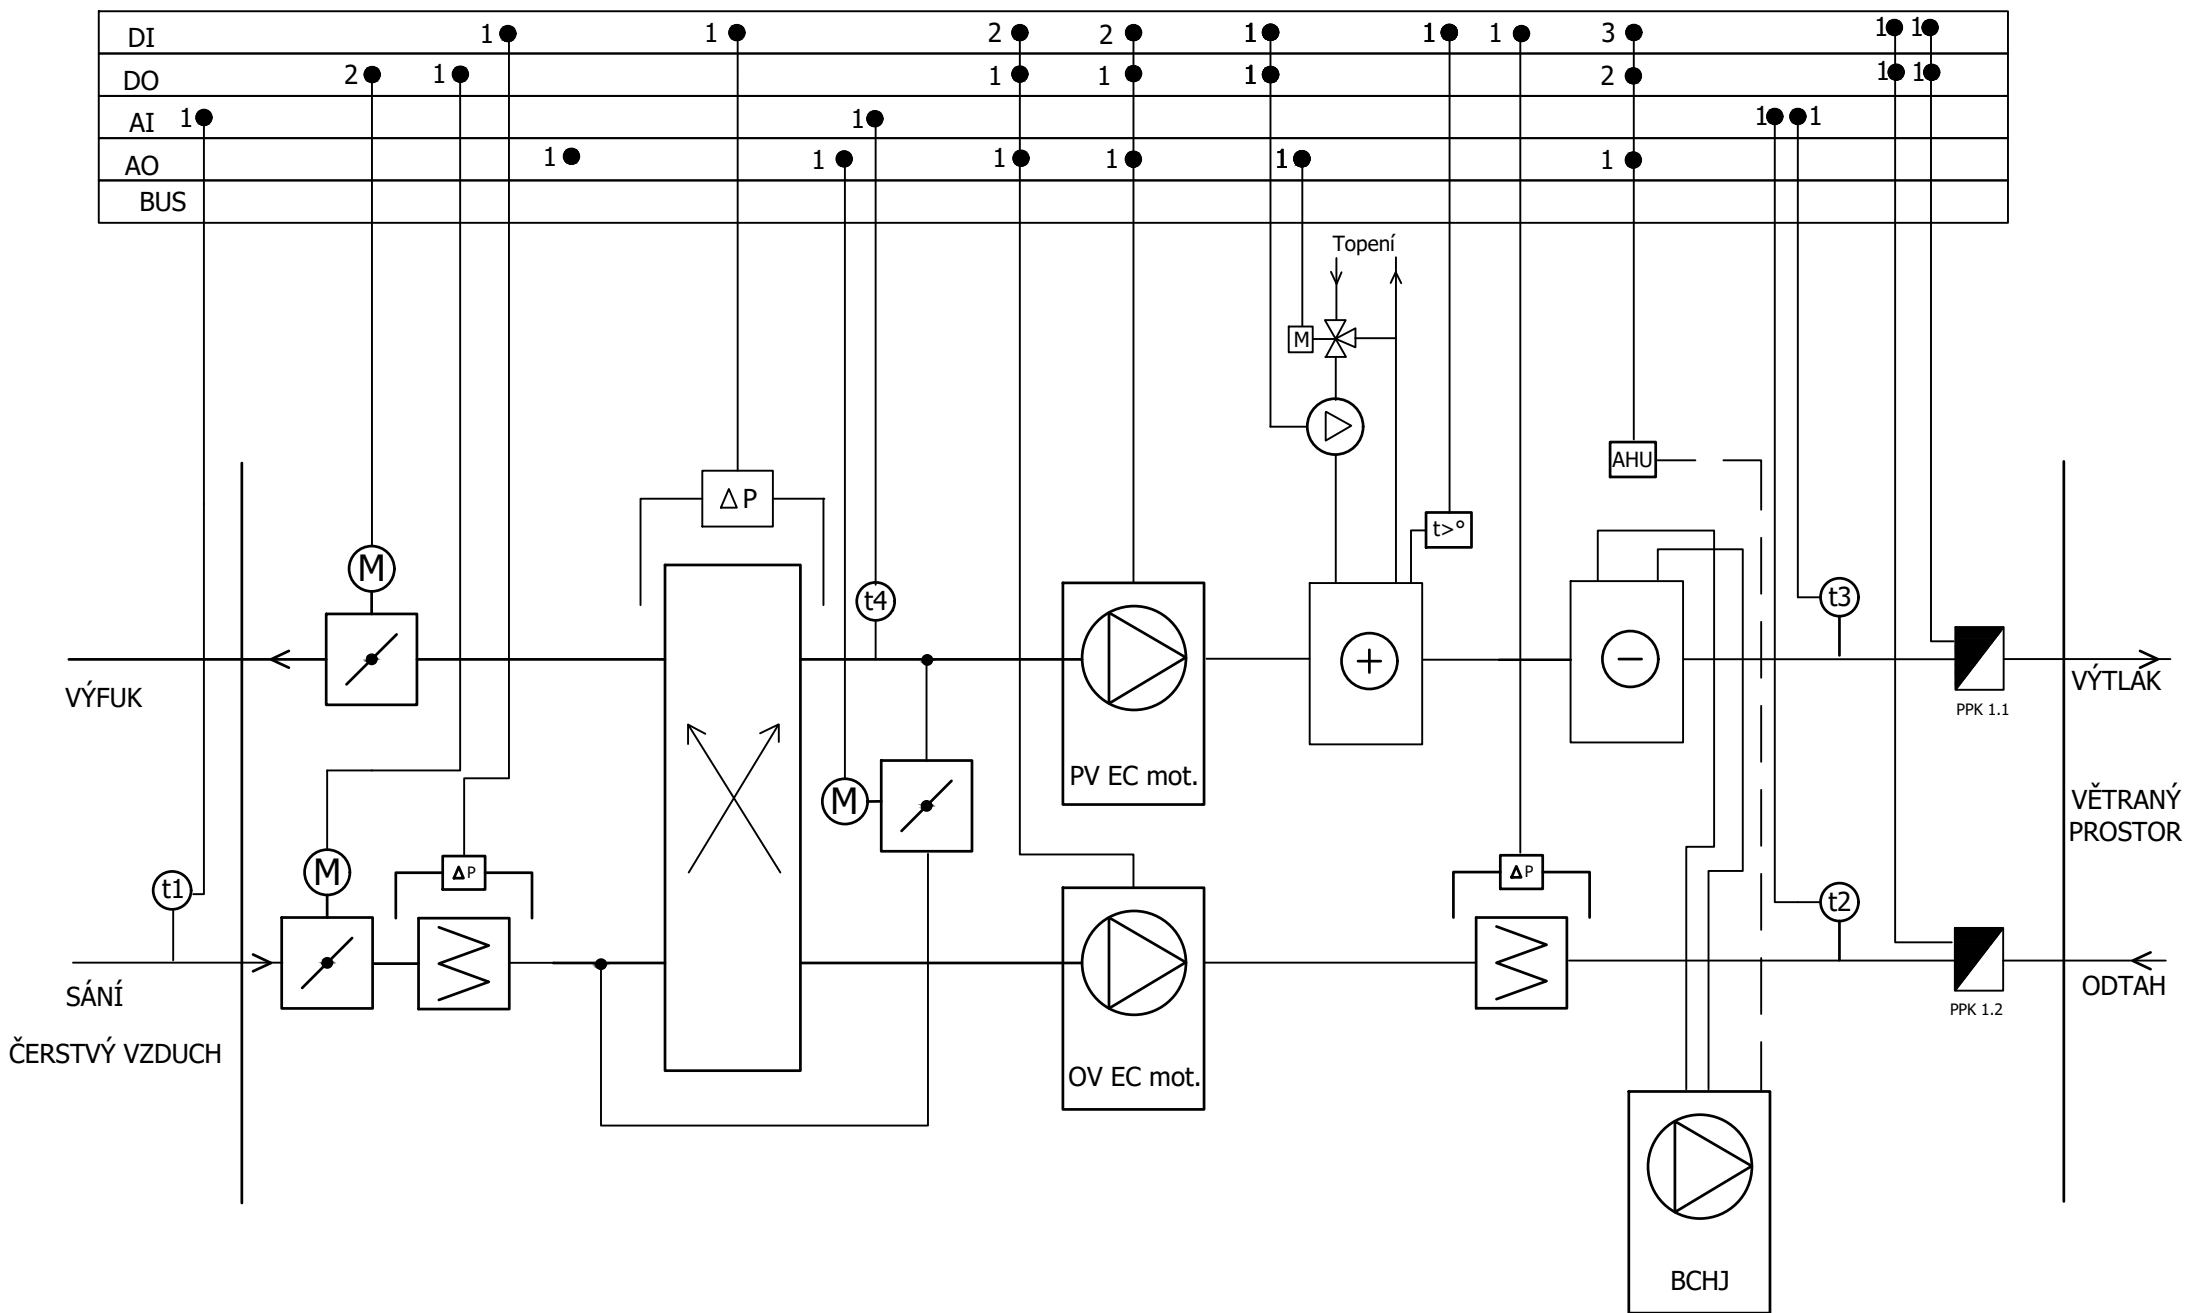 DI 1 1 2 2 1 1 1 3 1 1
DO 2 1 1 1 1 2 1 1
AI 1 1 1 1
AO 1 1 1 1 1 1
BUS
Topení
M
AHU
Δ P
t>°
M
t4
t3
VÝFUK
VÝTLAK
PPK 1.1
PV EC mot.
M
VĚTRANÝ
PROSTOR
M
ΔP
ΔP
t1
t2
SÁNÍ
ODTAH
PPK 1.2
ČERSTVÝ VZDUCH
OV EC mot.
BCHJ